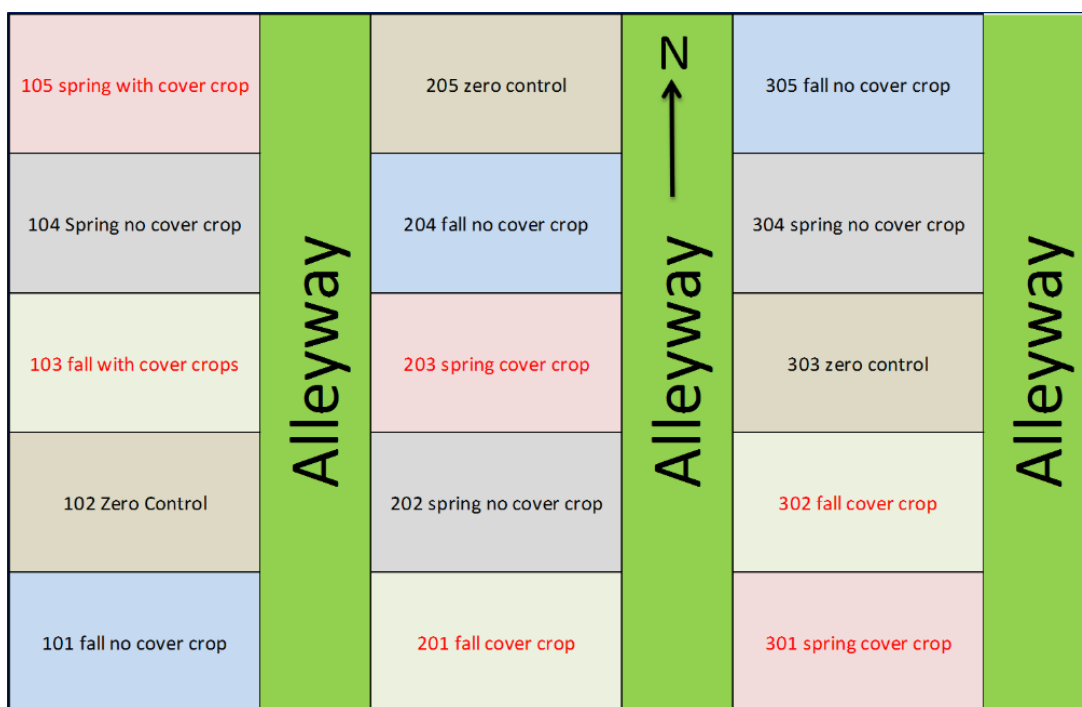 105 spring with cover crop
205 zero control
N
305 fall no cover crop
104 Spring no cover crop
204 fall no cover crop
304 spring no cover crop
Alleyway
Alleyway
Alleyway
103 fall with cover crops
203 spring cover crop
303 zero control
102 Zero Control
202 spring no cover crop
302 fall cover crop
101 fall no cover crop
201 fall cover crop
301 spring cover crop